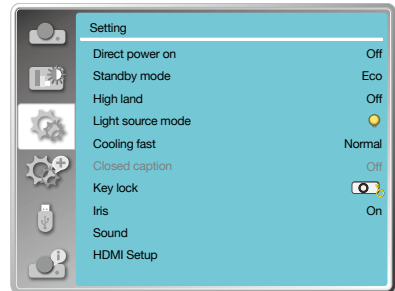 Setting
Direct power on Off
Standby mode Eco
High land Off
Light source mode
Cooling fast Normal
Closed caption Off
Key lock
Iris On
Sound
HDMI Setup